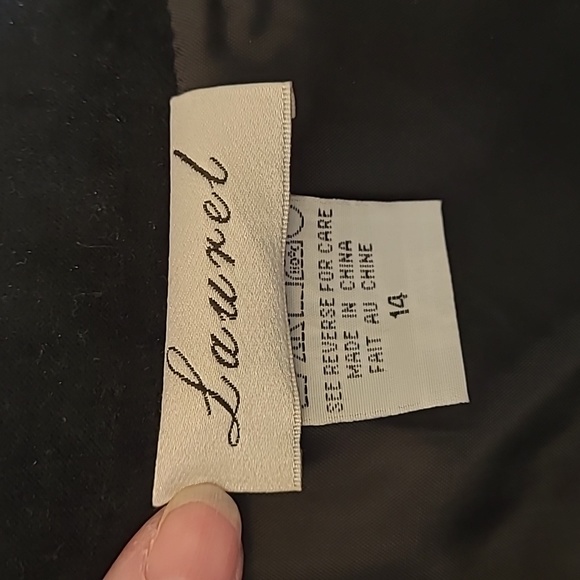 Laurel
SEE REVERSE FOR CARE
MADE IN CHINA
FAIT AU CHINE
14